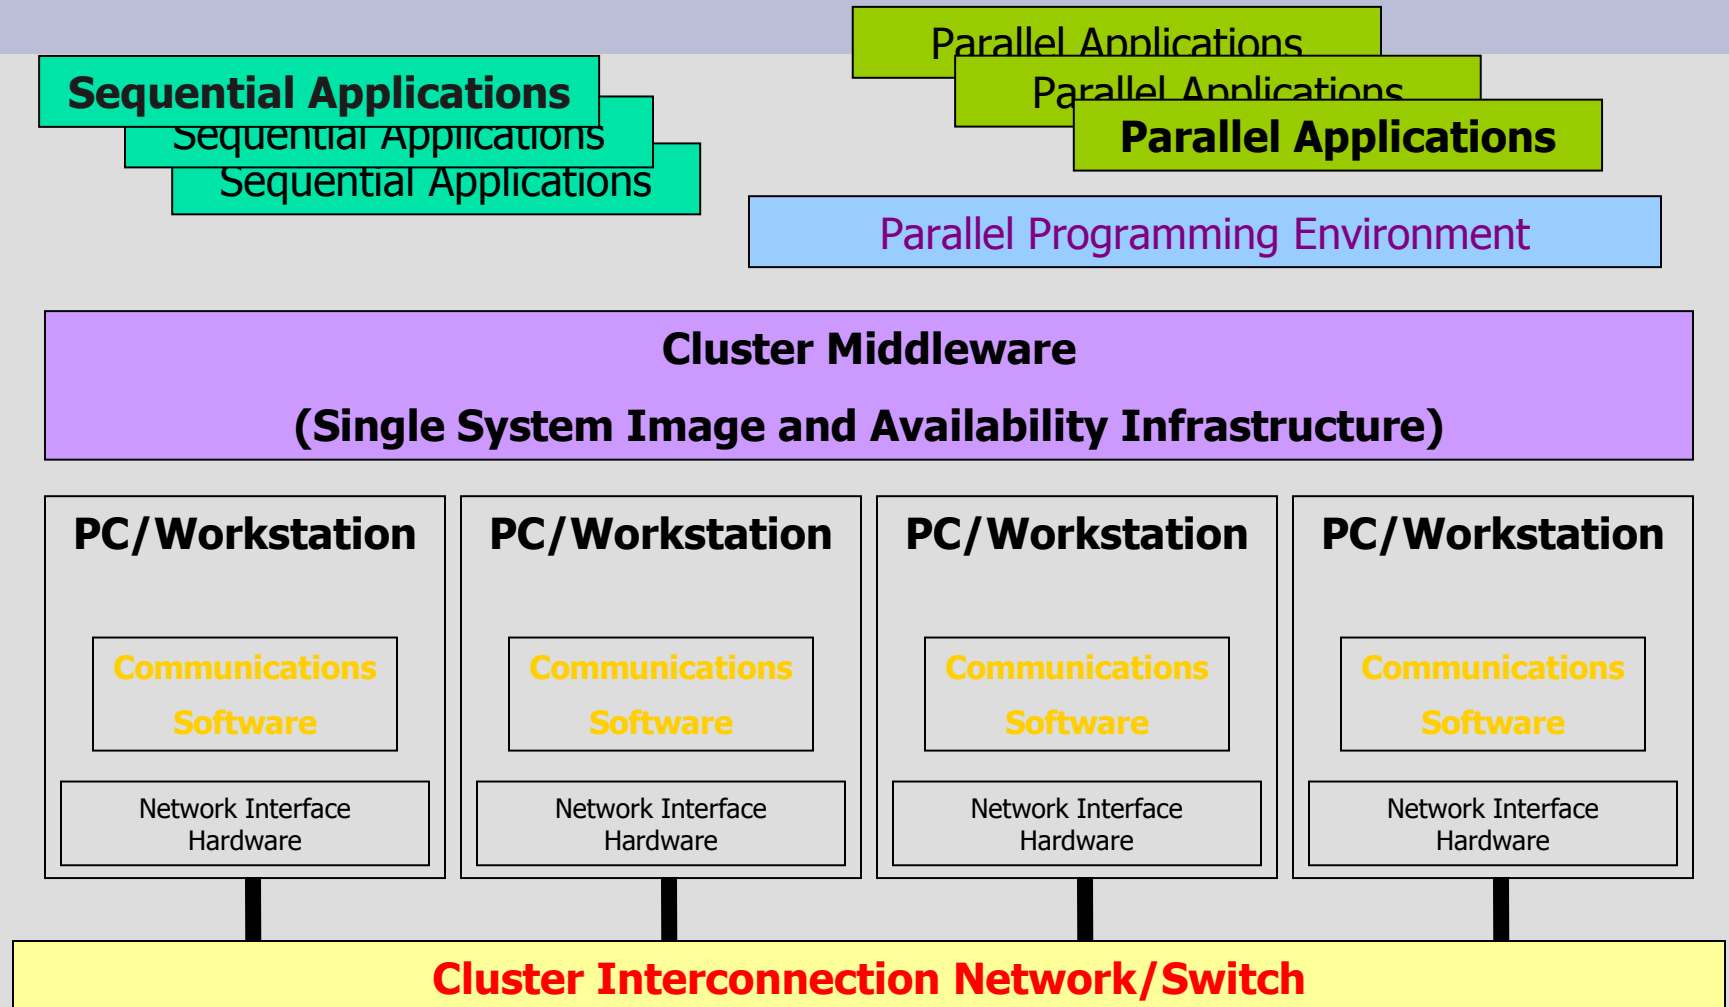 Parallel Applications
Parallel Applications
Parallel Applications
Sequential Applications
Sequential Applications
Sequential Applications
Parallel Programming Environment
Cluster Middleware
(Single System Image and Availability Infrastructure)
PC/Workstation
Communications
Software
Network Interface
Hardware
PC/Workstation
Communications
Software
Network Interface
Hardware
PC/Workstation
Communications
Software
Network Interface
Hardware
PC/Workstation
Communications
Software
Network Interface
Hardware
Cluster Interconnection Network/Switch